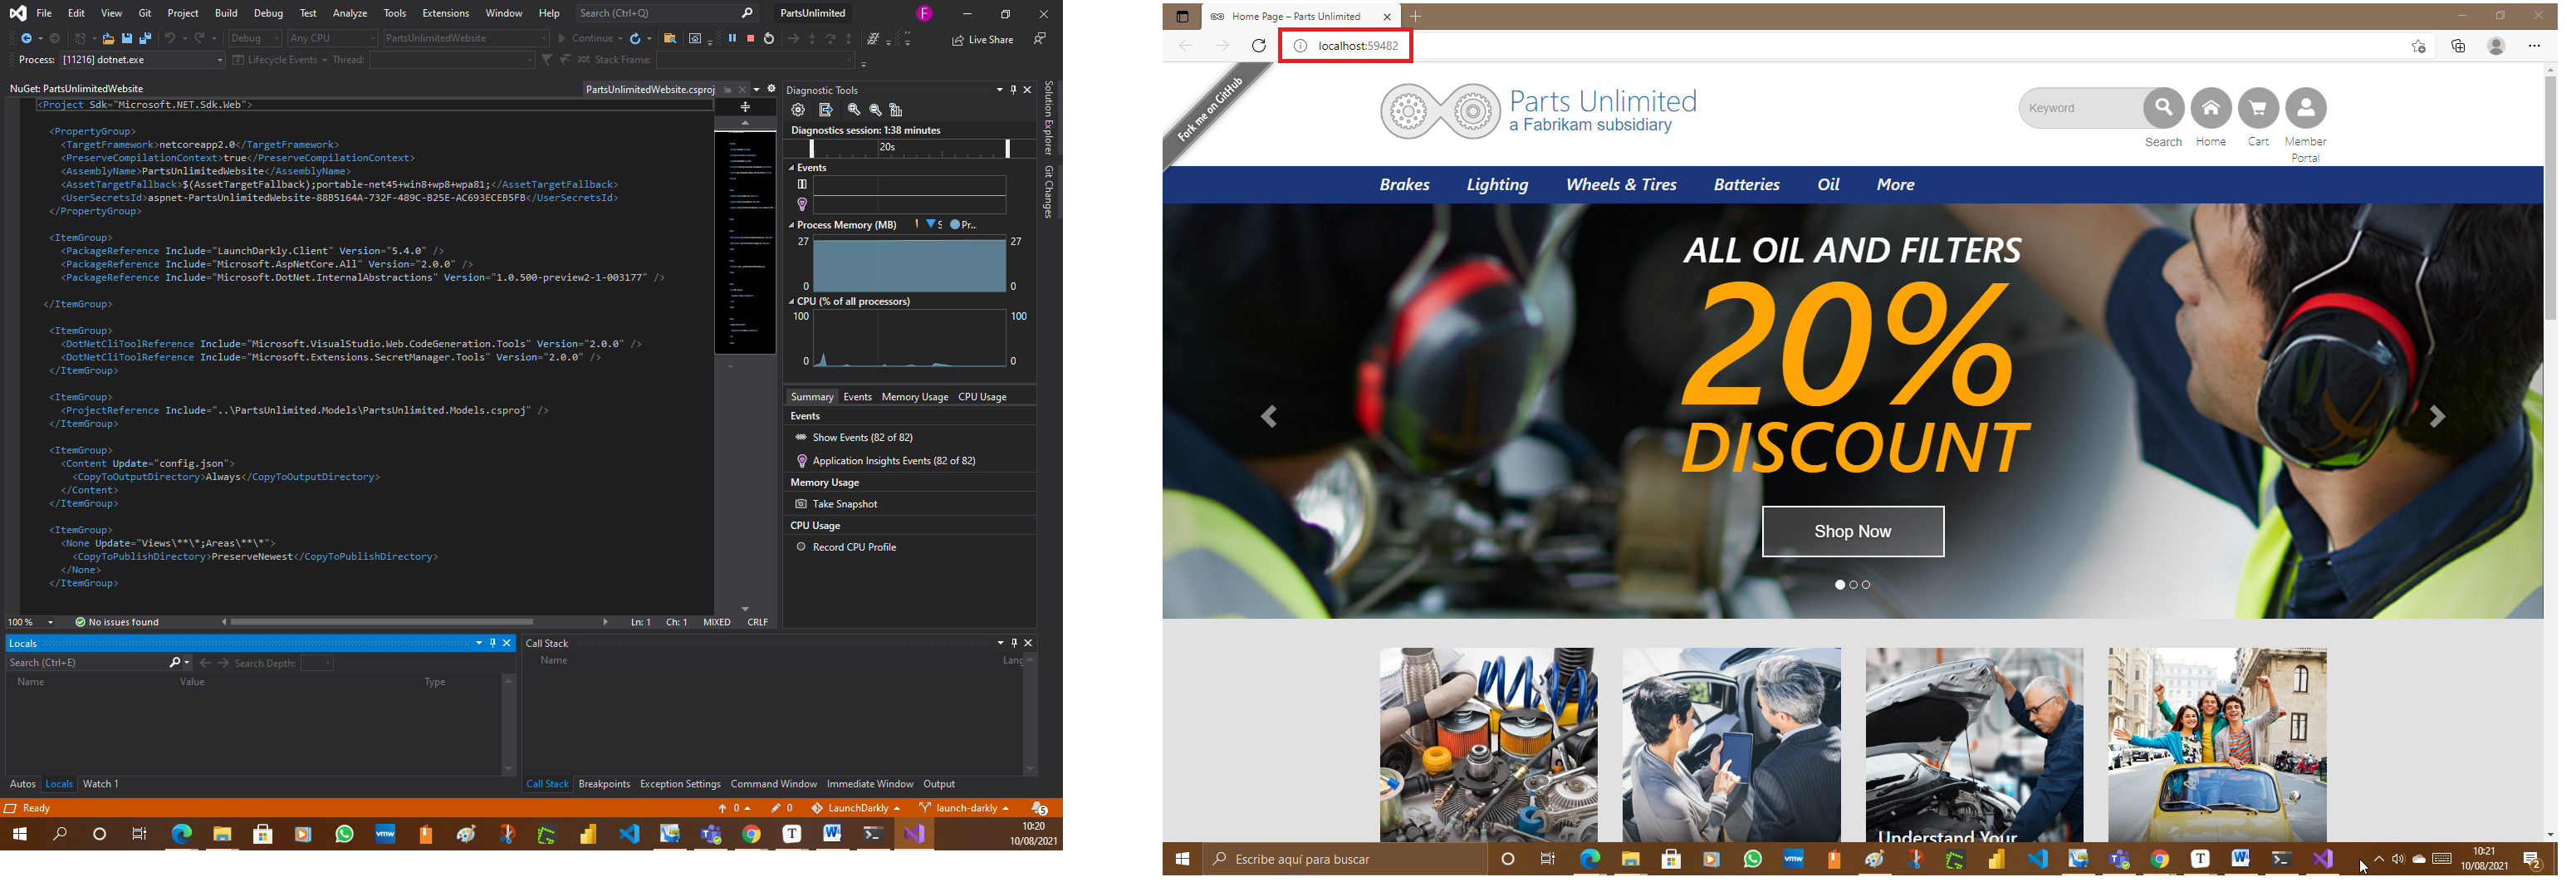 File Edit View Git Project Build Debug Test Analyze Tools Extensions Window Help Search (Ctrl+Q) PartsUnlimited F
Debug Any CPU PartsUnlimitedWebsite Continue Live Share
Process: [11216] dotnet.exe Lifecycle Events Thread: Stack Frame:
NuGet: PartsUnlimitedWebsite PartsUnlimitedWebsite.csproj
<Project Sdk="Microsoft.NET.Sdk.Web">
<PropertyGroup>
<TargetFramework>netcoreapp2.0</TargetFramework>
<PreserveCompilationContext>true</PreserveCompilationContext>
<AssemblyName>PartsUnlimitedWebsite</AssemblyName>
<AssetTargetFallback>$(AssetTargetFallback);portable-net45+win8+wp8+wpa81;</AssetTargetFallback>
<UserSecretsId>aspnet-PartsUnlimitedWebsite-88B5164A-732F-489C-B25E-AC693ECEB5FB</UserSecretsId>
</PropertyGroup>
<ItemGroup>
<PackageReference Include="LaunchDarkly.Client" Version="5.4.0" />
<PackageReference Include="Microsoft.AspNetCore.All" Version="2.0.0" />
<PackageReference Include="Microsoft.DotNet.InternalAbstractions" Version="1.0.500-preview2-1-003177" />
</ItemGroup>
<ItemGroup>
<DotNetCliToolReference Include="Microsoft.VisualStudio.Web.CodeGeneration.Tools" Version="2.0.0" />
<DotNetCliToolReference Include="Microsoft.Extensions.SecretManager.Tools" Version="2.0.0" />
</ItemGroup>
<ItemGroup>
<ProjectReference Include="..\PartsUnlimited.Models\PartsUnlimited.Models.csproj" />
</ItemGroup>
<ItemGroup>
<Content Update="config.json">
<CopyToOutputDirectory>Always</CopyToOutputDirectory>
</Content>
</ItemGroup>
<ItemGroup>
<None Update="Views\**\*;Areas\**\*">
<CopyToPublishDirectory>PreserveNewest</CopyToPublishDirectory>
</None>
</ItemGroup>
100 % No issues found Ln: 1 Ch: 1 MIXED CRLF
Diagnostic Tools
Diagnostics session: 1:38 minutes
20s
Events
Process Memory (MB) S Pr...
27 27
0 0
CPU (% of all processors)
100 100
0 0
Summary Events Memory Usage CPU Usage
Events
Show Events (82 of 82)
Application Insights Events (82 of 82)
Memory Usage
Take Snapshot
CPU Usage
Record CPU Profile
Solution Explorer
Git Changes
Locals
Search (Ctrl+E) Search Depth:
Name Value Type
Autos Locals Watch 1
Call Stack
Name Lang
Call Stack Breakpoints Exception Settings Command Window Immediate Window Output
Ready 0 0 LaunchDarkly launch-darkly 5
vmw T W
10:20
10/08/2021
Home Page – Parts Unlimited
localhost:59482
Fork me on GitHub
Parts Unlimited
a Fabrikam subsidiary
Keyword
Search Home Cart Member
Portal
Brakes Lighting Wheels & Tires Batteries Oil More
ALL OIL AND FILTERS
20%
DISCOUNT
Shop Now
Understand Your
Escribe aquí para buscar
vmw T W
10:21
10/08/2021
2